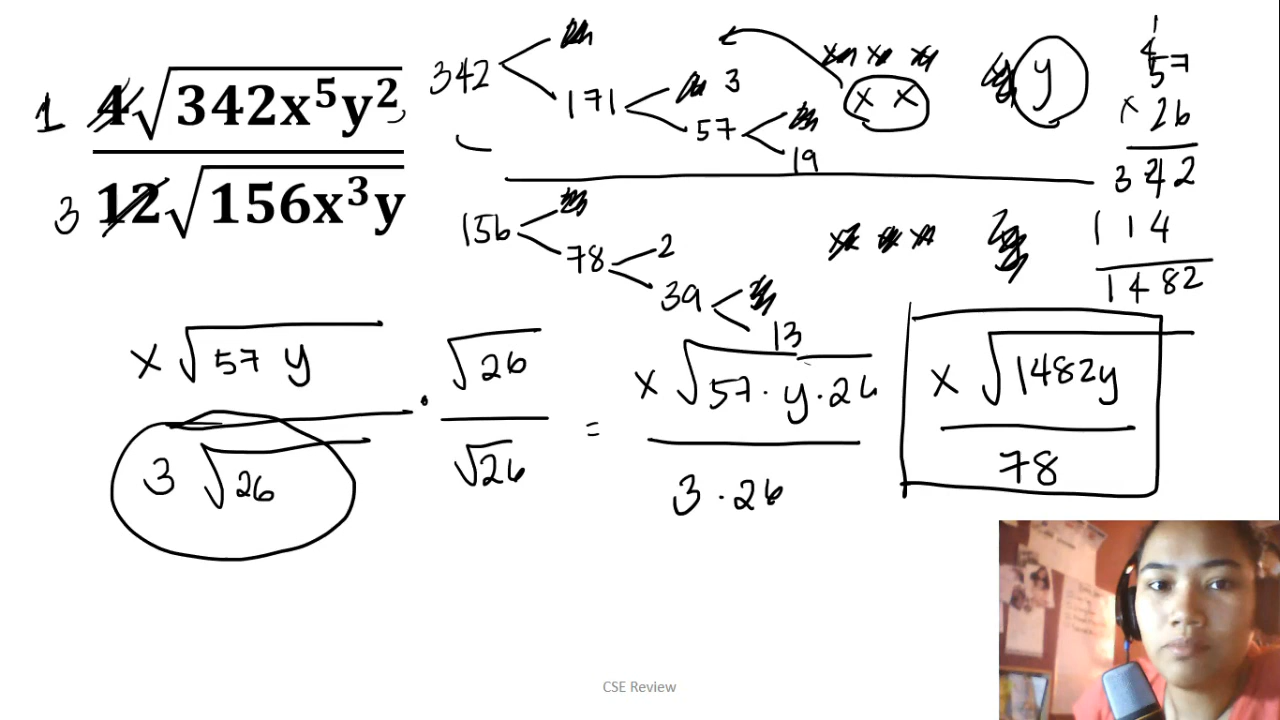 1 4√342x⁵y²
3 12√156x³y
342
171 3
57
19
x x
y
1
4
57
x 26
342
114
1482
156
78 2
39
13
x √57 y / 3 √26 · √26 / √26 = x √57 · y · 26 / 3 · 26
x √1482y / 78
CSE Review